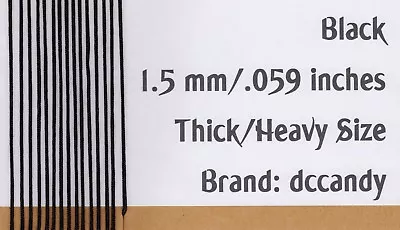 Black
1.5 mm/.059 inches
Thick/Heavy Size
Brand: dccandy